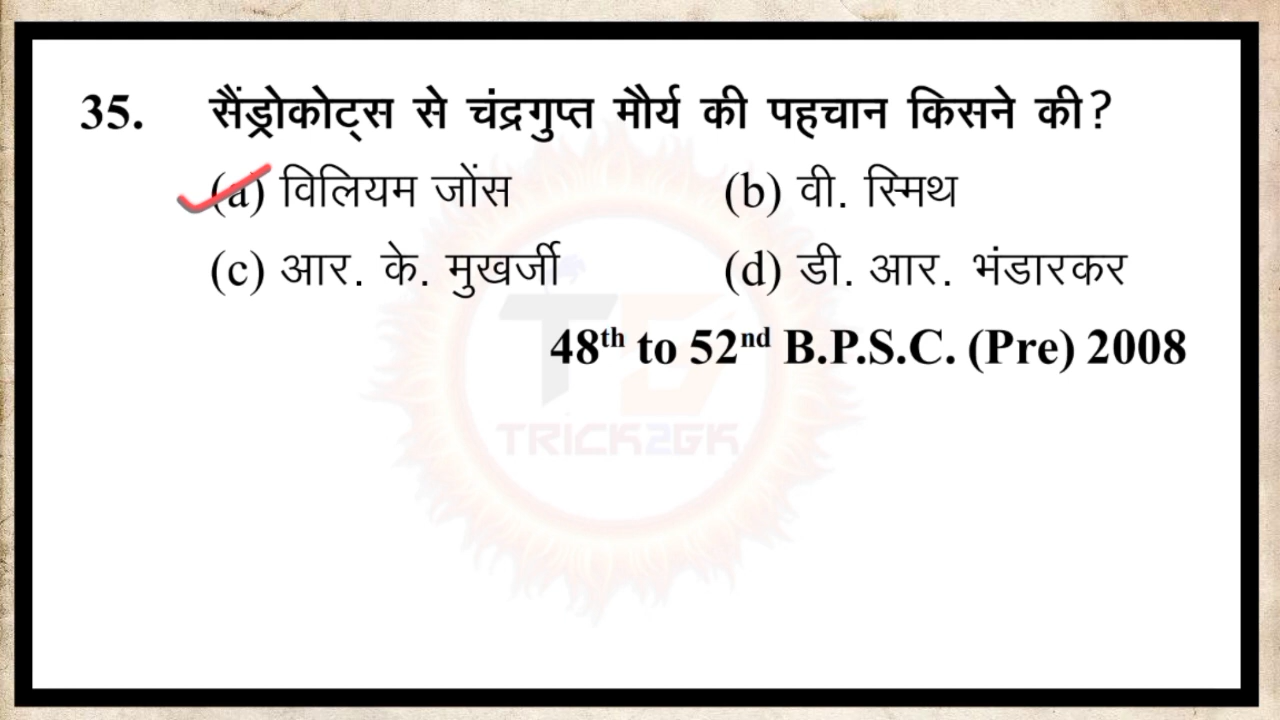 35. सैंड्रोकोट्स से चंद्रगुप्त मौर्य की पहचान किसने की?
(a) विलियम जोंस (b) वी. स्मिथ
(c) आर. के. मुखर्जी (d) डी. आर. भंडारकर
48th to 52nd B.P.S.C. (Pre) 2008
TRICK2GK